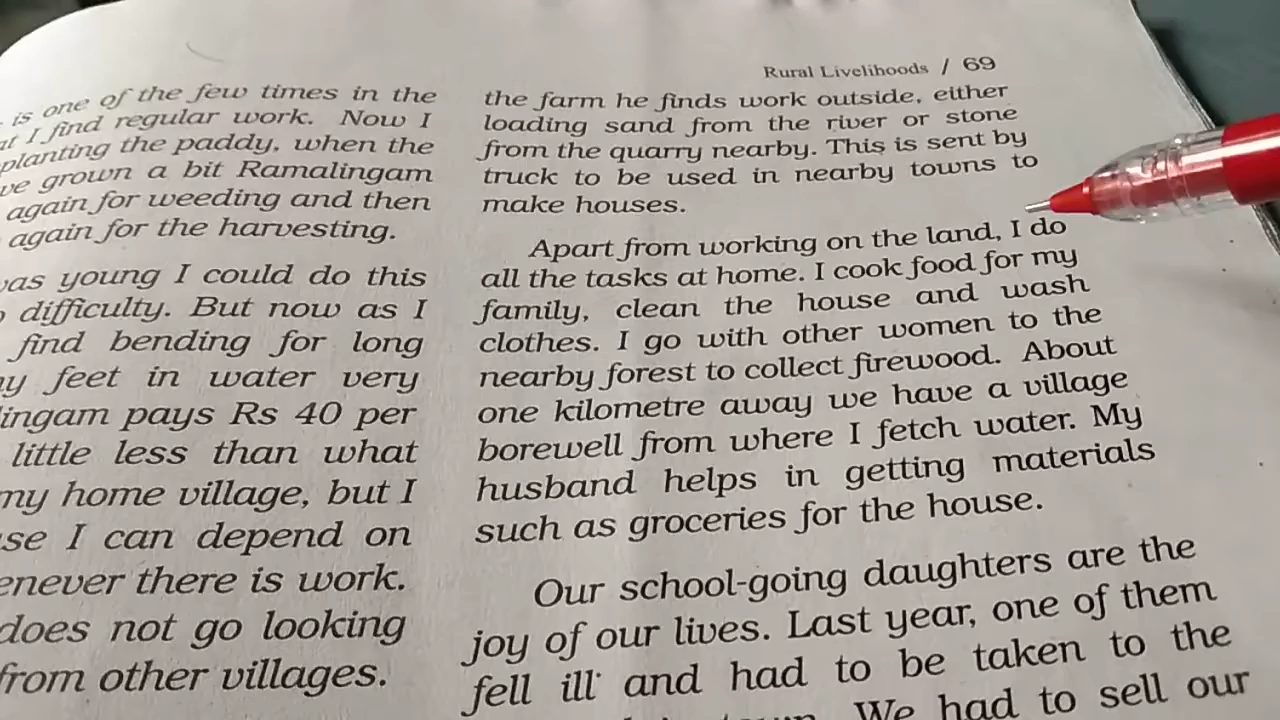 Rural Livelihoods / 69
is one of the few times in the
I find regular work. Now I
planting the paddy, when the
grown a bit Ramalingam
again for weeding and then
again for the harvesting.
was young I could do this
difficulty. But now as I
find bending for long
feet in water very
pays Rs 40 per
little less than what
my home village, but I
I can depend on
there is work.
does not go looking
from other villages.
the farm he finds work outside, either
loading sand from the river or stone
from the quarry nearby. This is sent by
truck to be used in nearby towns to
make houses.
Apart from working on the land, I do
all the tasks at home. I cook food for my
family, clean the house and wash
clothes. I go with other women to the
nearby forest to collect firewood. About
one kilometre away we have a village
borewell from where I fetch water. My
husband helps in getting materials
such as groceries for the house.
Our school-going daughters are the
joy of our lives. Last year, one of them
fell ill and had to be taken to the
We had to sell our